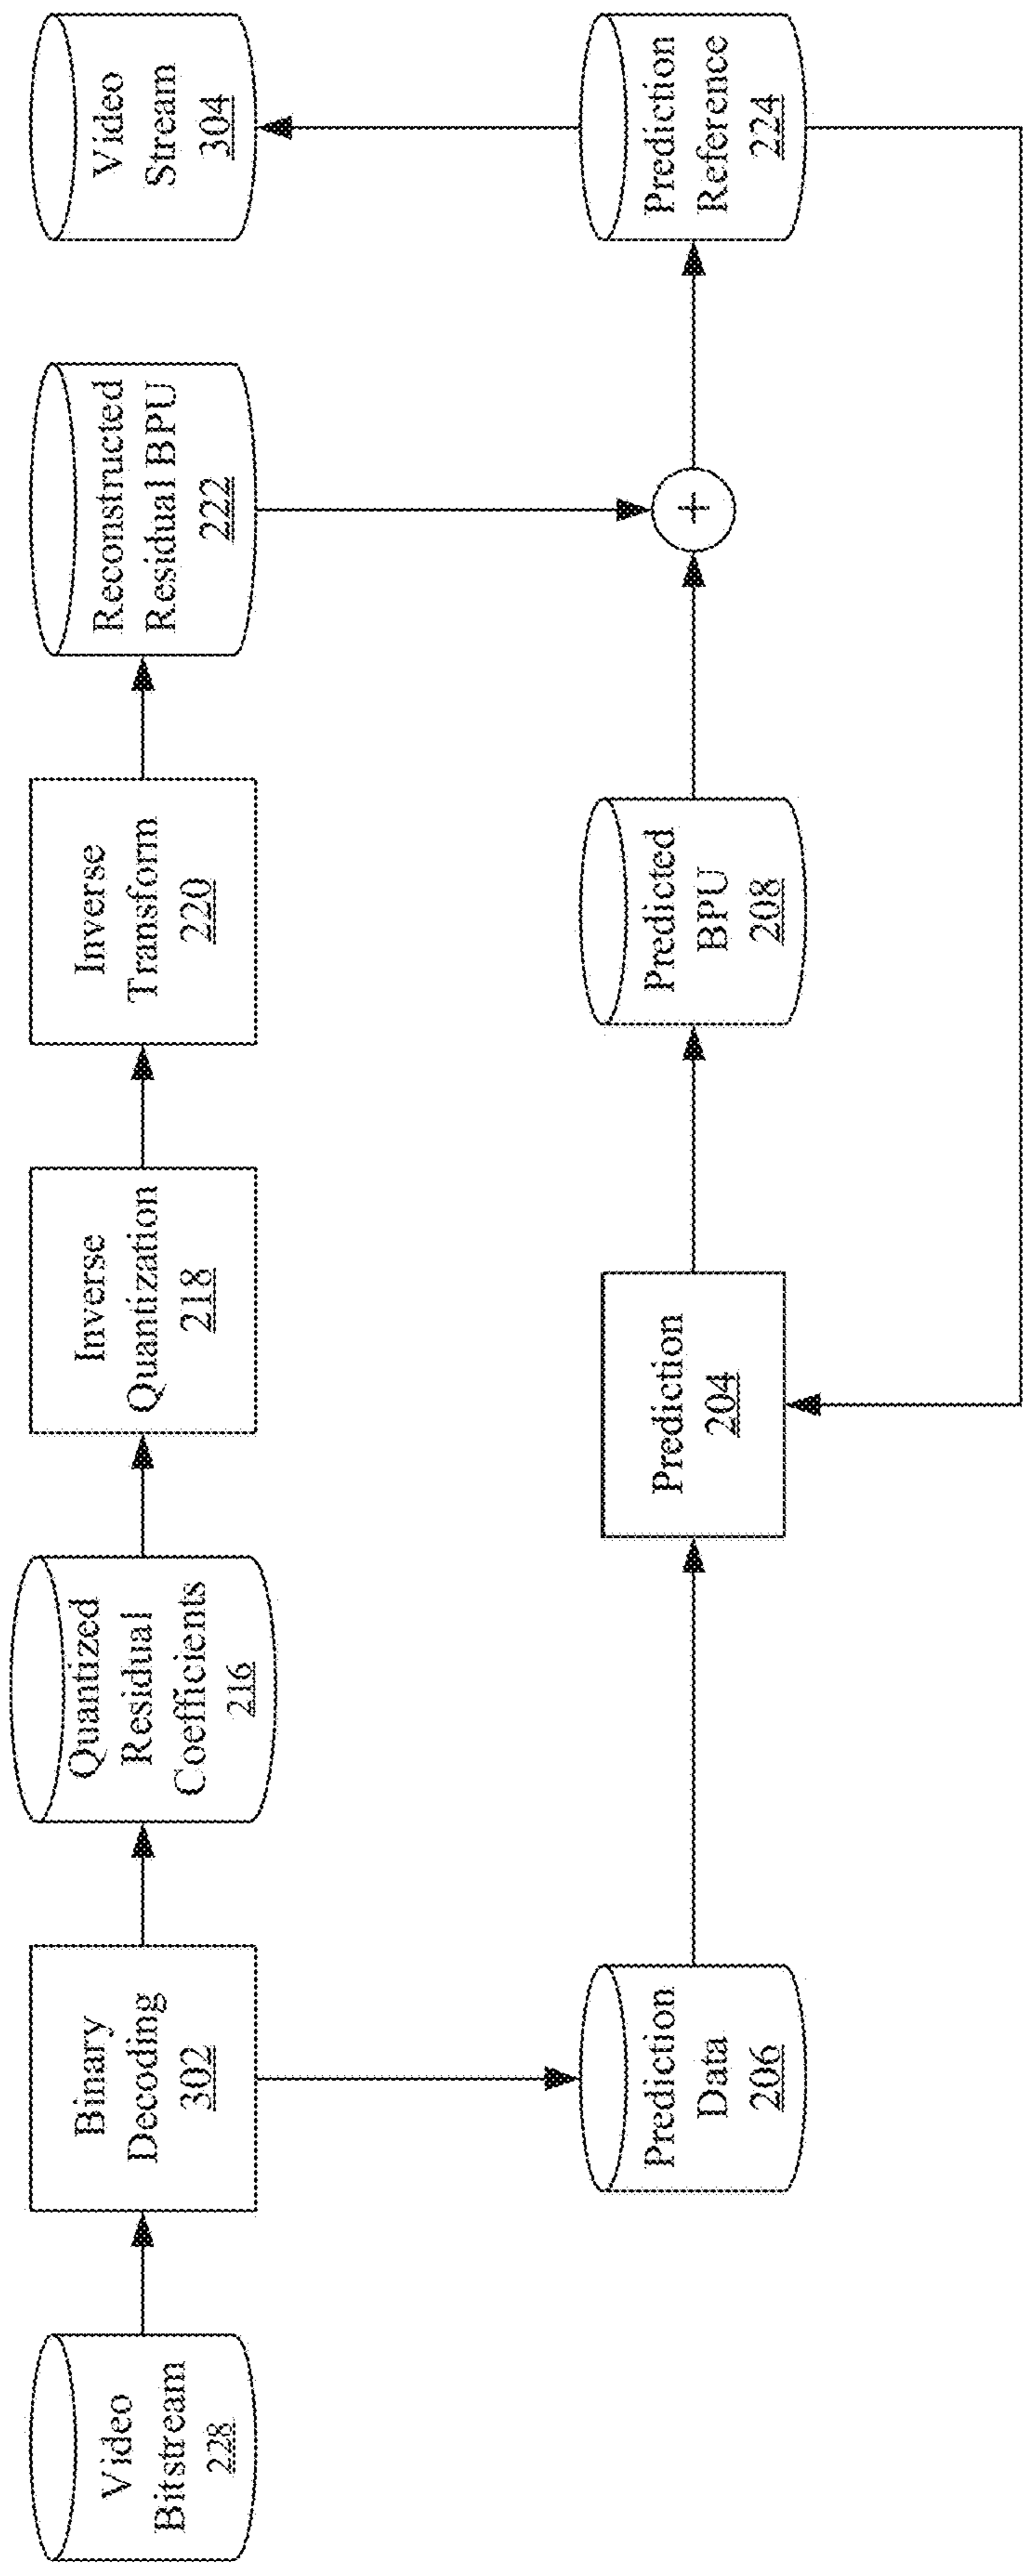 Video
Bitstream
228
Binary
Decoding
302
Quantized
Residual
Coefficients
216
Inverse
Quantization
218
Inverse
Transform
220
Reconstructed
Residual BPU
222
Video
Stream
304
Prediction
Data
206
Prediction
204
Predicted
BPU
208
+
Prediction
Reference
224